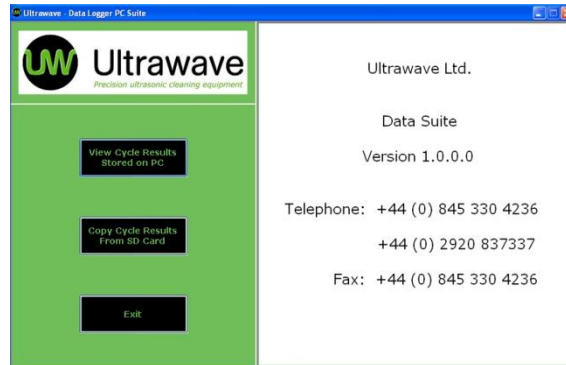 Ultrawave - Data Logger PC Suite
UW Ultrawave
Precision ultrasonic cleaning equipment
View Cycle Results
Stored on PC
Copy Cycle Results
From SD Card
Exit
Ultrawave Ltd.
Data Suite
Version 1.0.0.0
Telephone: +44 (0) 845 330 4236
+44 (0) 2920 837337
Fax: +44 (0) 845 330 4236